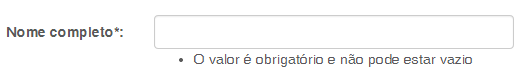 Nome completo*:
• O valor é obrigatório e não pode estar vazio